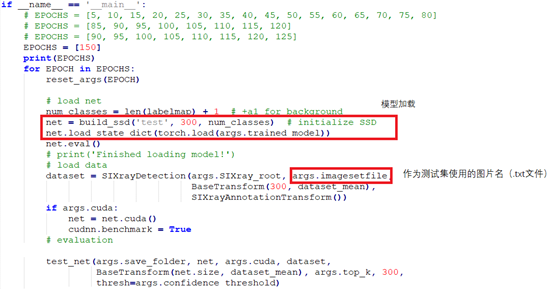 if __name__ == '__main__':
# EPOCHS = [5, 10, 15, 20, 25, 30, 35, 40, 45, 50, 55, 60, 65, 70, 75, 80]
# EPOCHS = [85, 90, 95, 100, 105, 110, 115, 120]
# EPOCHS = [90, 95, 100, 105, 110, 115, 120, 125]
EPOCHS = [150]
print(EPOCHS)
for EPOCH in EPOCHS:
reset_args(EPOCH)
# load net
num_classes = len(labelmap) + 1 # +a1 for background
模型加载
net = build_ssd('test', 300, num_classes) # initialize SSD
net.load_state_dict(torch.load(args.trained_model))
net.eval()
# print('Finished loading model!')
# load data
dataset = SIXrayDetection(args.SIXray_root, args.imagesetfile, 作为测试集使用的图片名（.txt文件）
BaseTransform(300, dataset_mean),
SIXrayAnnotationTransform())
if args.cuda:
net = net.cuda()
cudnn.benchmark = True
# evaluation
test_net(args.save_folder, net, args.cuda, dataset,
BaseTransform(net.size, dataset_mean), args.top_k, 300,
thresh=args.confidence_threshold)